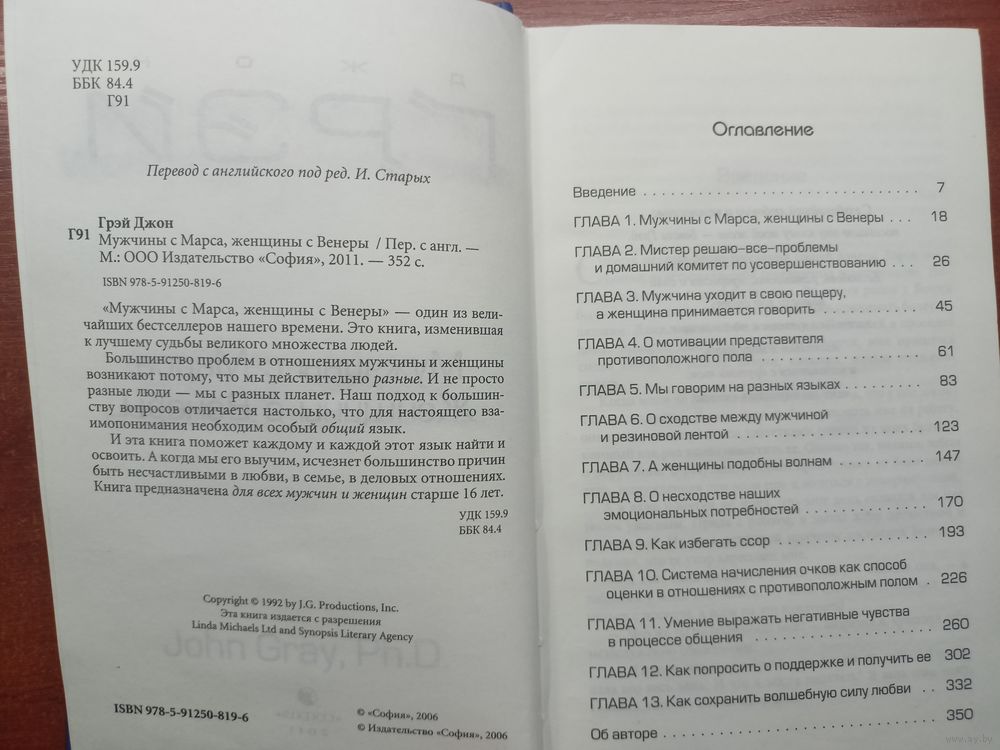 УДК 159.9
ББК 84.4
Г91
Перевод с английского под ред. И. Старых
Грэй Джон
Г91 Мужчины с Марса, женщины с Венеры / Пер. с англ. —
М.: ООО Издательство «София», 2011. — 352 с.
ISBN 978-5-91250-819-6
«Мужчины с Марса, женщины с Венеры» — один из вели-
чайших бестселлеров нашего времени. Это книга, изменившая
к лучшему судьбы великого множества людей.
Большинство проблем в отношениях мужчины и женщины
возникают потому, что мы действительно разные. И не просто
разные люди — мы с разных планет. Наш подход к большин-
ству вопросов отличается настолько, что для настоящего вза-
имопонимания необходим особый общий язык.
И эта книга поможет каждому и каждой этот язык найти и
освоить. А когда мы его выучим, исчезнет большинство причин
быть несчастливыми в любви, в семье, в деловых отношениях.
Книга предназначена для всех мужчин и женщин старше 16 лет.
УДК 159.9
ББК 84.4
Copyright © 1992 by J.G. Productions, Inc.
Эта книга издается с разрешения
Linda Michaels Ltd and Synopsis Literary Agency
John Gray, Ph.D
ISBN 978-5-91250-819-6
© «София», 2006
© Издательство «София», 2006
Оглавление
Введение . . . . . . . . . . . . . . . . . . . . . . . . . . . . . . 7
ГЛАВА 1. Мужчины с Марса, женщины с Венеры . . . 18
ГЛАВА 2. Мистер решаю-все-проблемы
и домашний комитет по усовершенствованию . . . 26
ГЛАВА 3. Мужчина уходит в свою пещеру,
а женщина принимается говорить . . . . . . . . . . . 45
ГЛАВА 4. О мотивации представителя
противоположного пола . . . . . . . . . . . . . . . . . 61
ГЛАВА 5. Мы говорим на разных языках . . . . . . . . . 83
ГЛАВА 6. О сходстве между мужчиной
и резиновой лентой . . . . . . . . . . . . . . . . . . . 123
ГЛАВА 7. А женщины подобны волнам . . . . . . . . . 147
ГЛАВА 8. О несходстве наших
эмоциональных потребностей . . . . . . . . . . . . . 170
ГЛАВА 9. Как избегать ссор . . . . . . . . . . . . . . . . 193
ГЛАВА 10. Система начисления очков как способ
оценки в отношениях с противоположным полом . 226
ГЛАВА 11. Умение выражать негативные чувства
в процессе общения . . . . . . . . . . . . . . . . . . 260
ГЛАВА 12. Как попросить о поддержке и получить ее 302
ГЛАВА 13. Как сохранить волшебную силу любви . . 332
Об авторе . . . . . . . . . . . . . . . . . . . . . . . . . . . . 350
www.ay.by